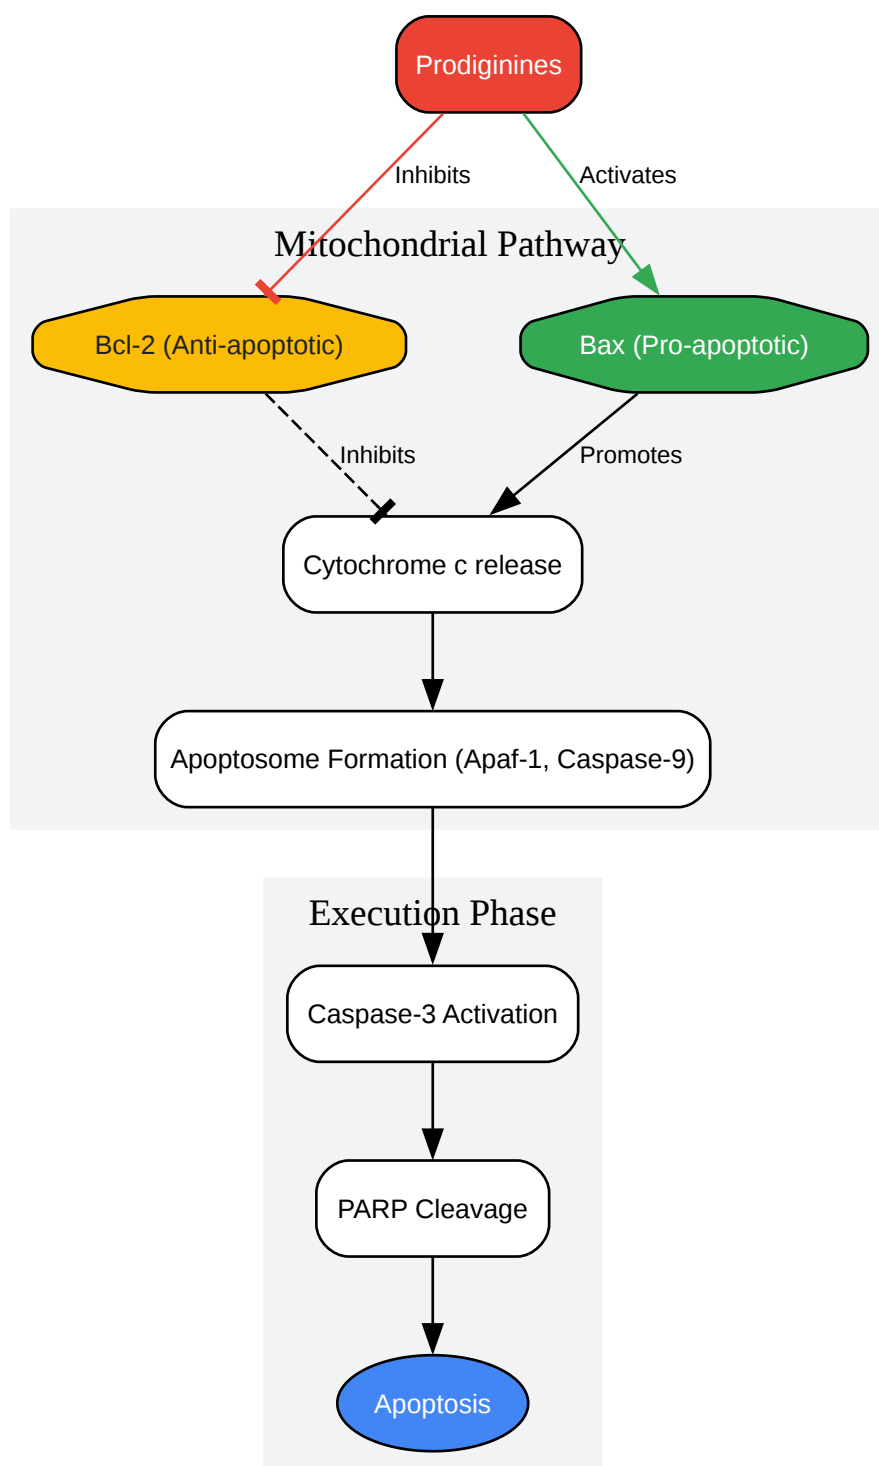 Prodiginines
Inhibits
Activates
Mitochondrial Pathway
Bcl-2 (Anti-apoptotic)
Bax (Pro-apoptotic)
Inhibits
Promotes
Cytochrome c release
Apoptosome Formation (Apaf-1, Caspase-9)
Execution Phase
Caspase-3 Activation
PARP Cleavage
Apoptosis